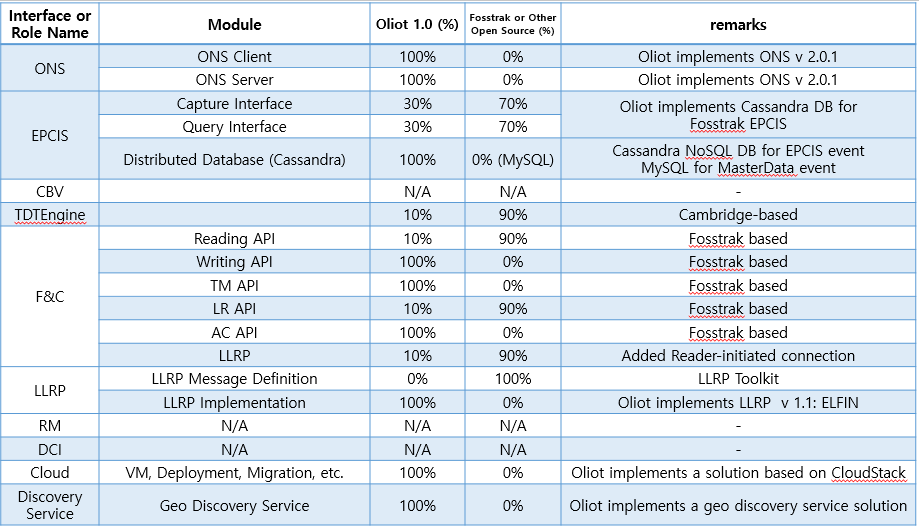 Interface or Role Name | Module | Oliot 1.0 (%) | Fosstrak or Other Open Source (%) | remarks
ONS | ONS Client | 100% | 0% | Oliot implements ONS v 2.0.1
ONS Server | 100% | 0% | Oliot implements ONS v 2.0.1
EPCIS | Capture Interface | 30% | 70% | Oliot implements Cassandra DB for Fosstrak EPCIS
Query Interface | 30% | 70%
Distributed Database (Cassandra) | 100% | 0% (MySQL) | Cassandra NoSQL DB for EPCIS event MySQL for MasterData event
CBV | N/A | N/A | -
TDTEngine | 10% | 90% | Cambridge-based
F&C | Reading API | 10% | 90% | Fosstrak based
Writing API | 100% | 0% | Fosstrak based
TM API | 100% | 0% | Fosstrak based
LR API | 10% | 90% | Fosstrak based
AC API | 100% | 0% | Fosstrak based
LLRP | 10% | 90% | Added Reader-initiated connection
LLRP | LLRP Message Definition | 0% | 100% | LLRP Toolkit
LLRP Implementation | 100% | 0% | Oliot implements LLRP v 1.1: ELFIN
RM | N/A | N/A | N/A | -
DCI | N/A | N/A | N/A | -
Cloud | VM, Deployment, Migration, etc. | 100% | 0% | Oliot implements a solution based on CloudStack
Discovery Service | Geo Discovery Service | 100% | 0% | Oliot implements a geo discovery service solution